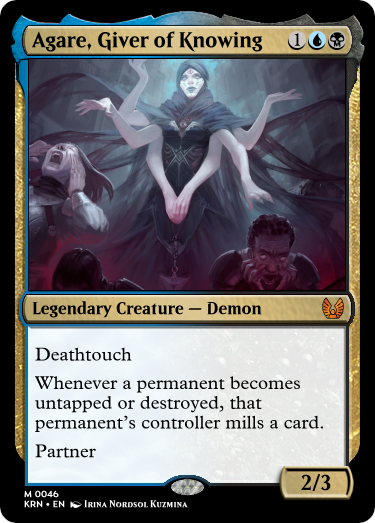 Agare, Giver of Knowing 1
Legendary Creature — Demon
Deathtouch
Whenever a permanent becomes
untapped or destroyed, that
permanent's controller mills a card.
Partner
2/3
M 0046
KRN • EN Irina Nordsol Kuzmina